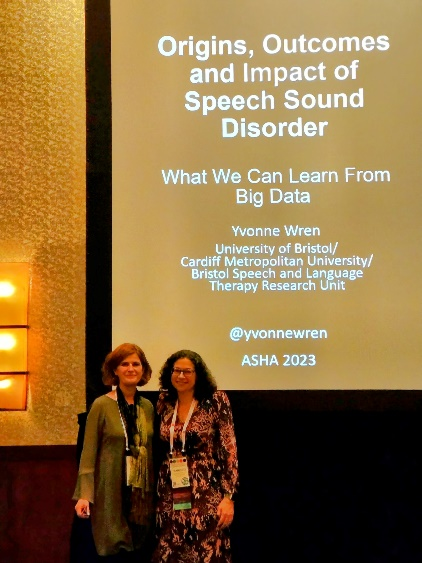 Origins, Outcomes
and Impact of
Speech Sound
Disorder
What We Can Learn From
Big Data
Yvonne Wren
University of Bristol/
Cardiff Metropolitan University/
Bristol Speech and Language
Therapy Research Unit
@yvonnewren
ASHA 2023